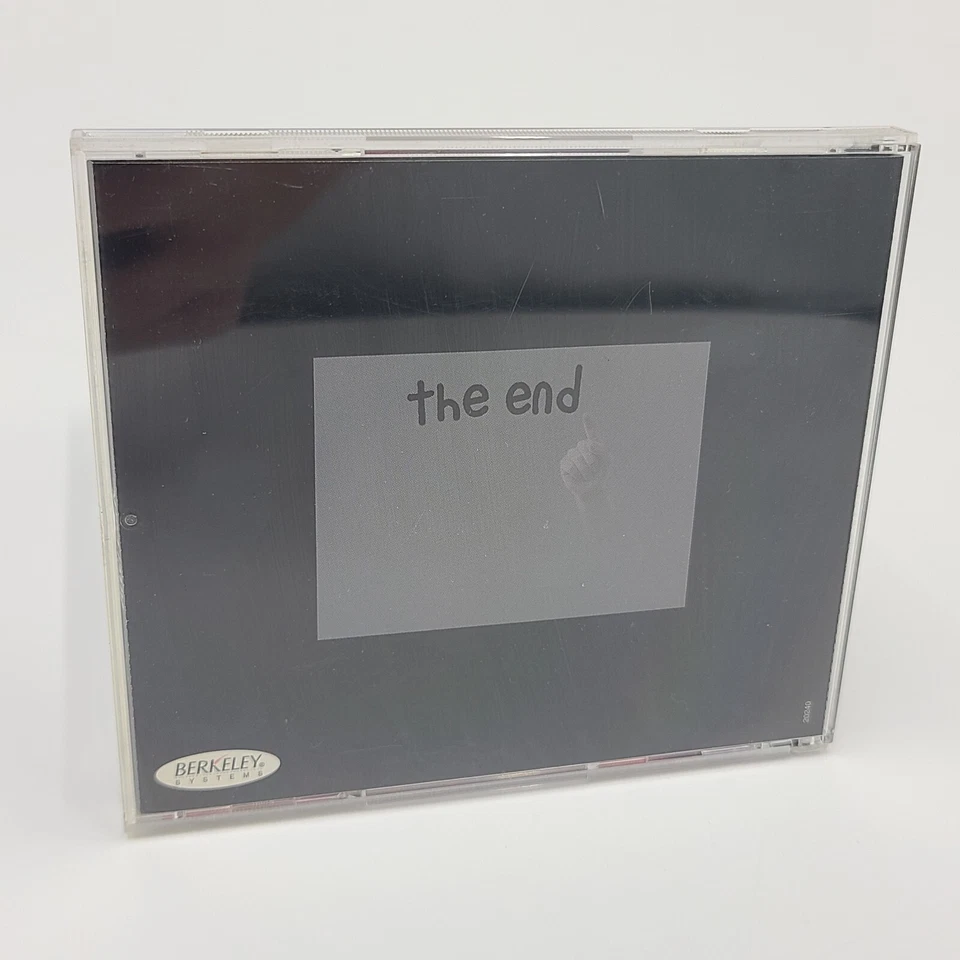 the end
BERKELEY®
SYSTEMS
20240